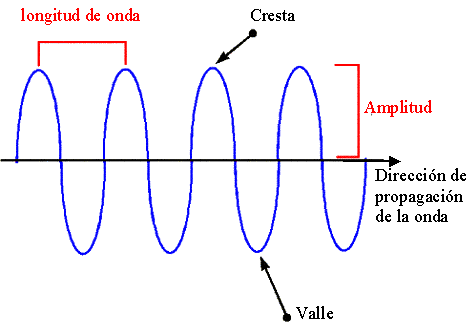 longitud de onda
Cresta
Amplitud
Dirección de
propagación
de la onda
Valle